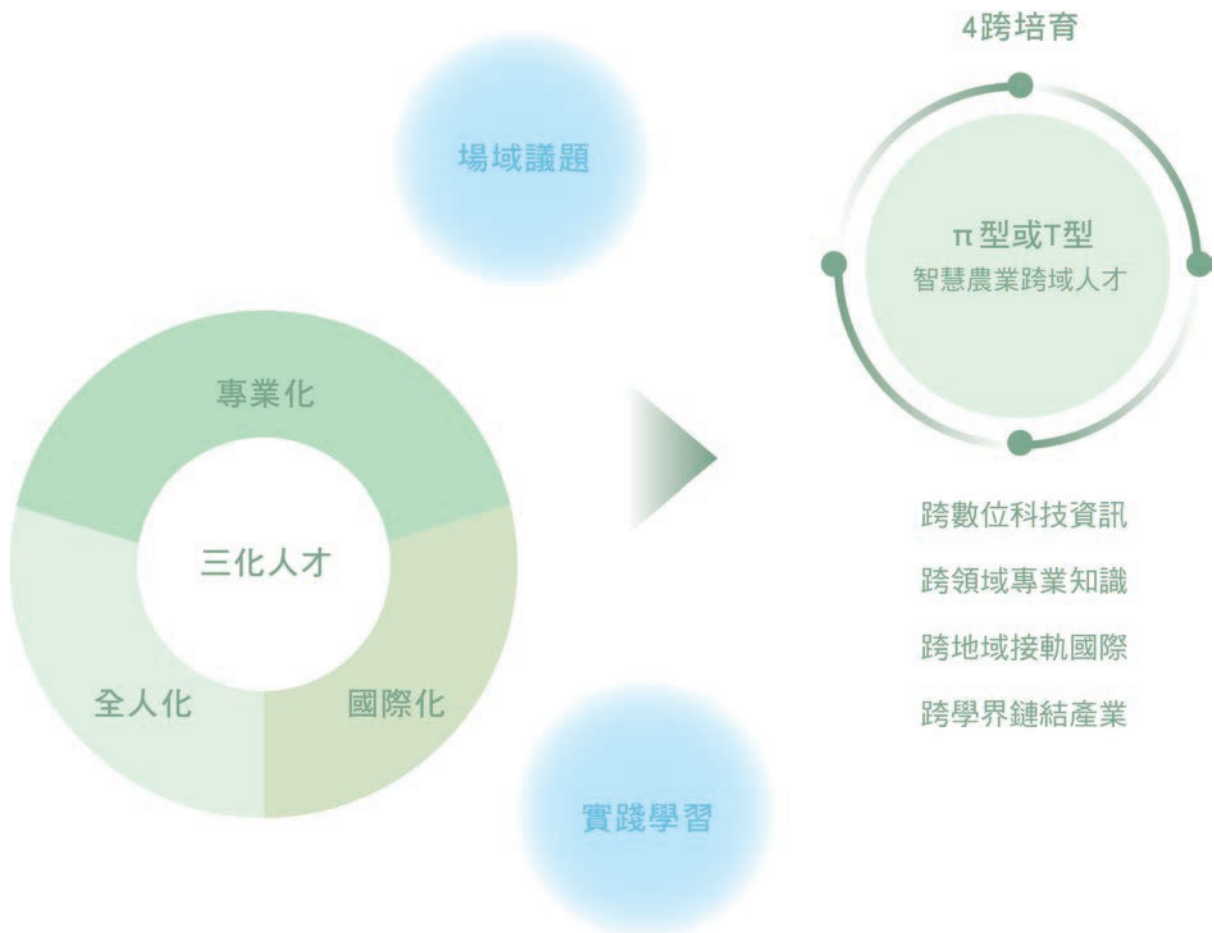 4跨培育
場域議題
π型或T型
智慧農業跨域人才
專業化
三化人才
全人化
國際化
跨數位科技資訊
跨領域專業知識
跨地域接軌國際
跨學界鏈結產業
實踐學習